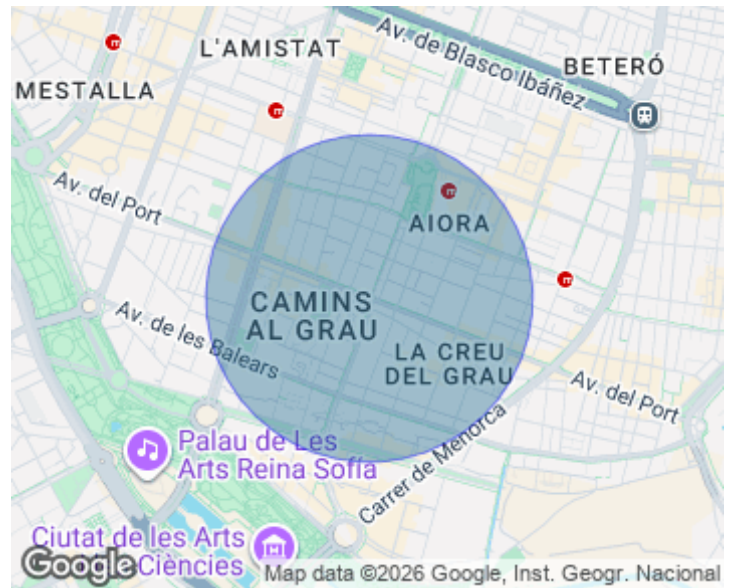 L'AMISTAT
Av. de Blasco Ibáñez
BETERÓ
MESTALLA
Av. del Port
AIORA
CAMINS
AL GRAU
Av. de les Balears
LA CREU
DEL GRAU
Av. del Port
Carrer de Menorca
Palau de Les
Arts Reina Sofía
Ciutat de les Arts
Ciències
Google
Map data ©2026 Google, Inst. Geogr. Nacional